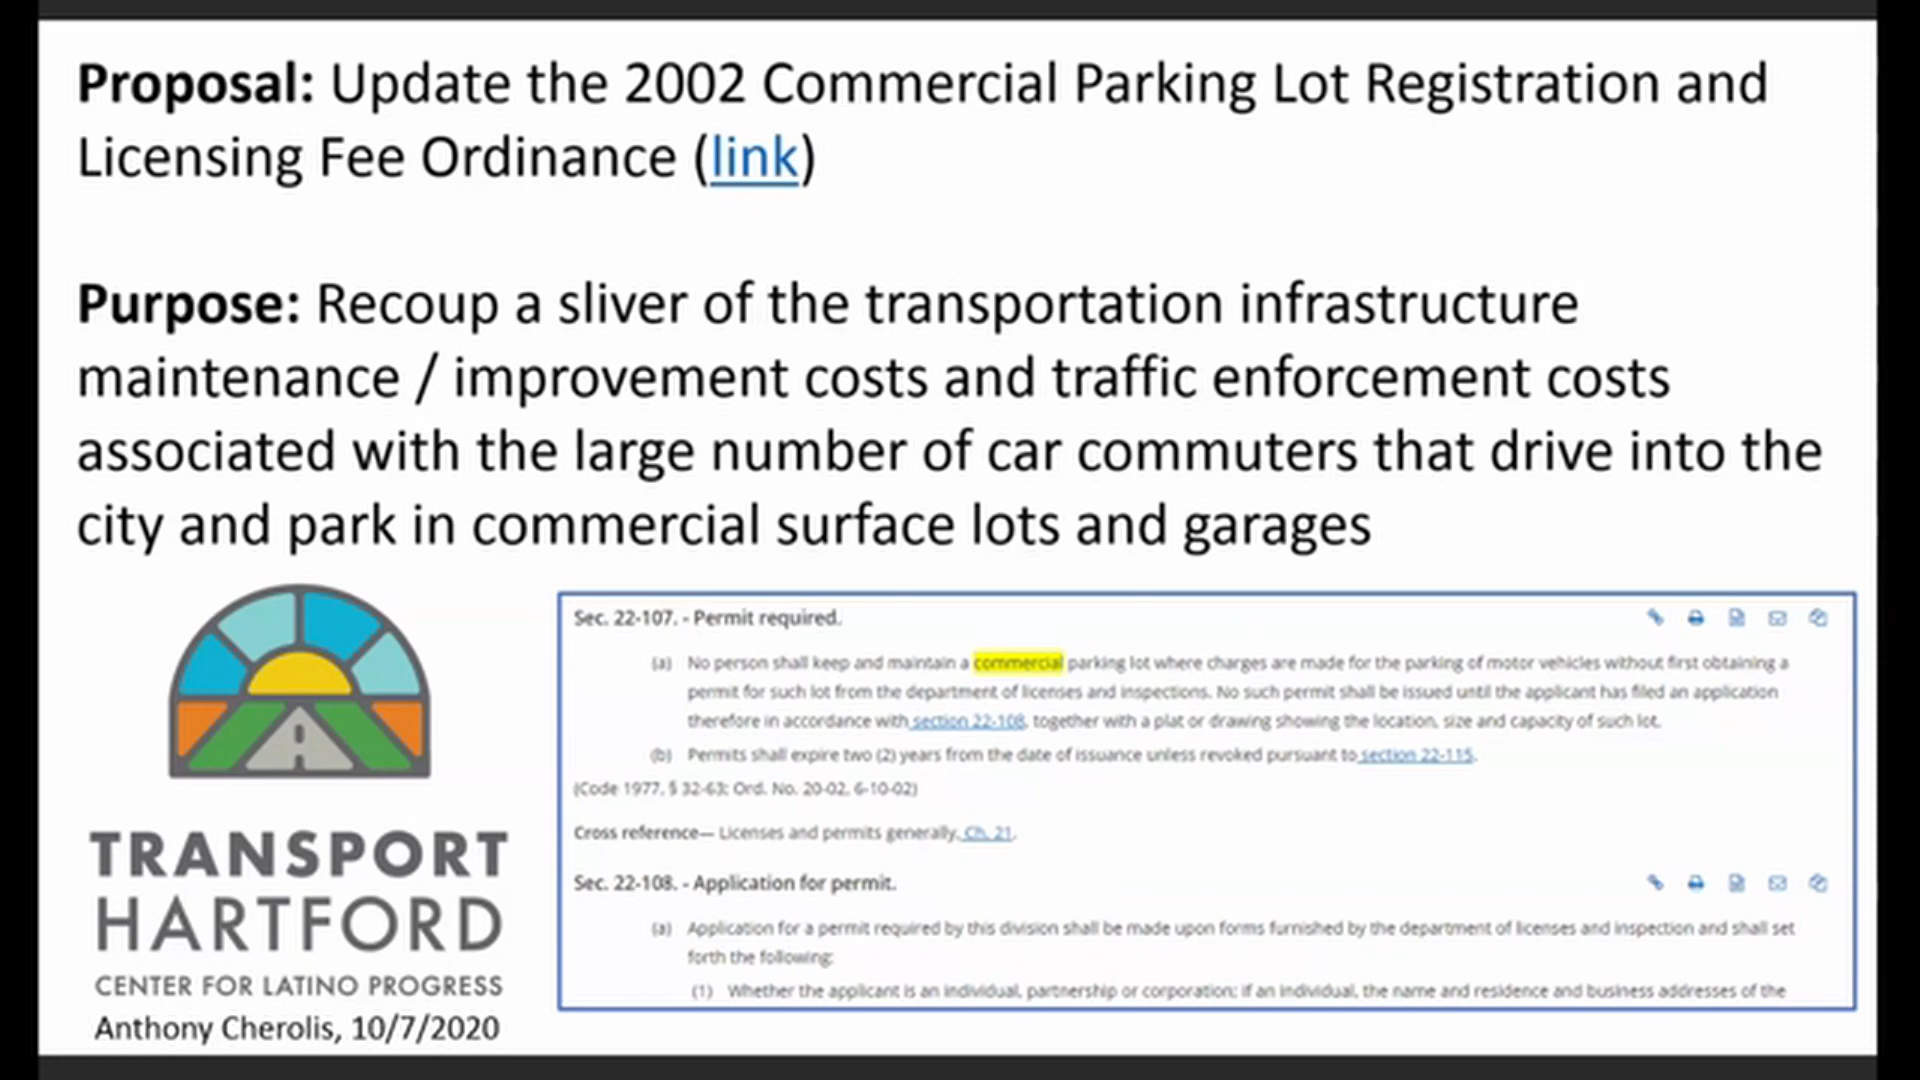 Proposal: Update the 2002 Commercial Parking Lot Registration and
Licensing Fee Ordinance (link)
Purpose: Recoup a sliver of the transportation infrastructure
maintenance / improvement costs and traffic enforcement costs
associated with the large number of car commuters that drive into the
city and park in commercial surface lots and garages
TRANSPORT
HARTFORD
CENTER FOR LATINO PROGRESS
Anthony Cherolis, 10/7/2020
Sec. 22-107. - Permit required.
(a) No person shall keep and maintain a commercial parking lot where charges are made for the parking of motor vehicles without first obtaining a
permit for such lot from the department of licenses and inspections. No such permit shall be issued until the applicant has filed an application
therefore in accordance with section 22-108, together with a plat or drawing showing the location, size and capacity of such lot.
(b) Permits shall expire two (2) years from the date of issuance unless revoked pursuant to section 22-115.
(Code 1977, § 32-63; Ord. No. 20-02, 6-10-02)
Cross reference— Licenses and permits generally, Ch. 21.
Sec. 22-108. - Application for permit.
(a) Application for a permit required by this division shall be made upon forms furnished by the department of licenses and inspection and shall set
forth the following:
(1) Whether the applicant is an individual, partnership or corporation; if an individual, the name and residence and business addresses of the